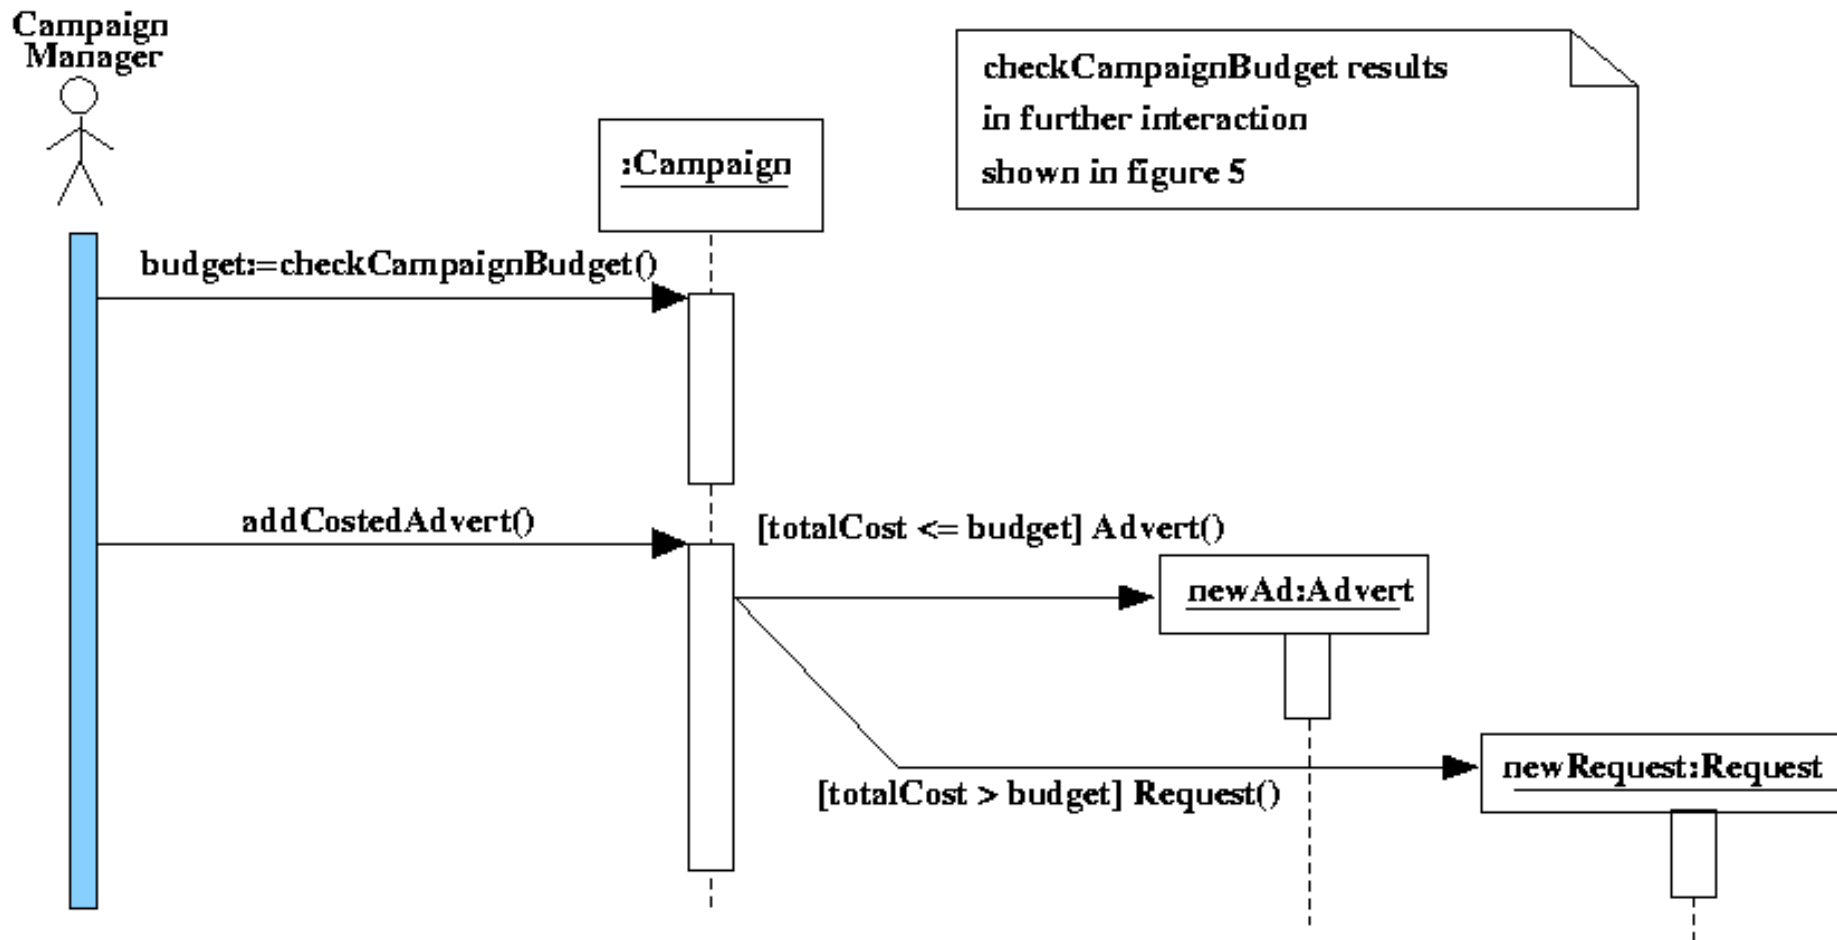 Campaign
Manager
checkCampaignBudget results
in further interaction
shown in figure 5
:Campaign
budget:=checkCampaignBudget()
addCostedAdvert()
[totalCost <= budget] Advert()
newAd:Advert
newRequest:Request
[totalCost > budget] Request()